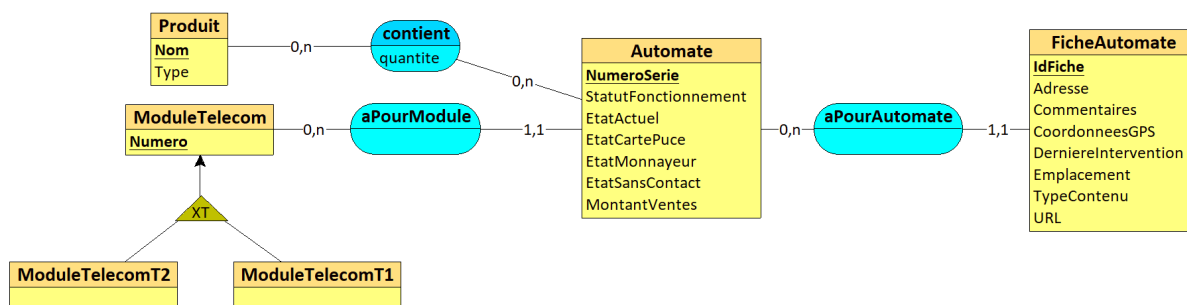 Produit
Nom
Type
0,n
contient
quantite
0,n
Automate
NumeroSerie
StatutFonctionnement
EtatActuel
EtatCartePuce
EtatMonnayeur
EtatSansContact
MontantVentes
FicheAutomate
IdFiche
Adresse
Commentaires
CoordonneesGPS
DerniereIntervention
Emplacement
TypeContenu
URL
ModuleTelecom
Numero
0,n
aPourModule
1,1
0,n
aPourAutomate
1,1
XT
ModuleTelecomT2
ModuleTelecomT1